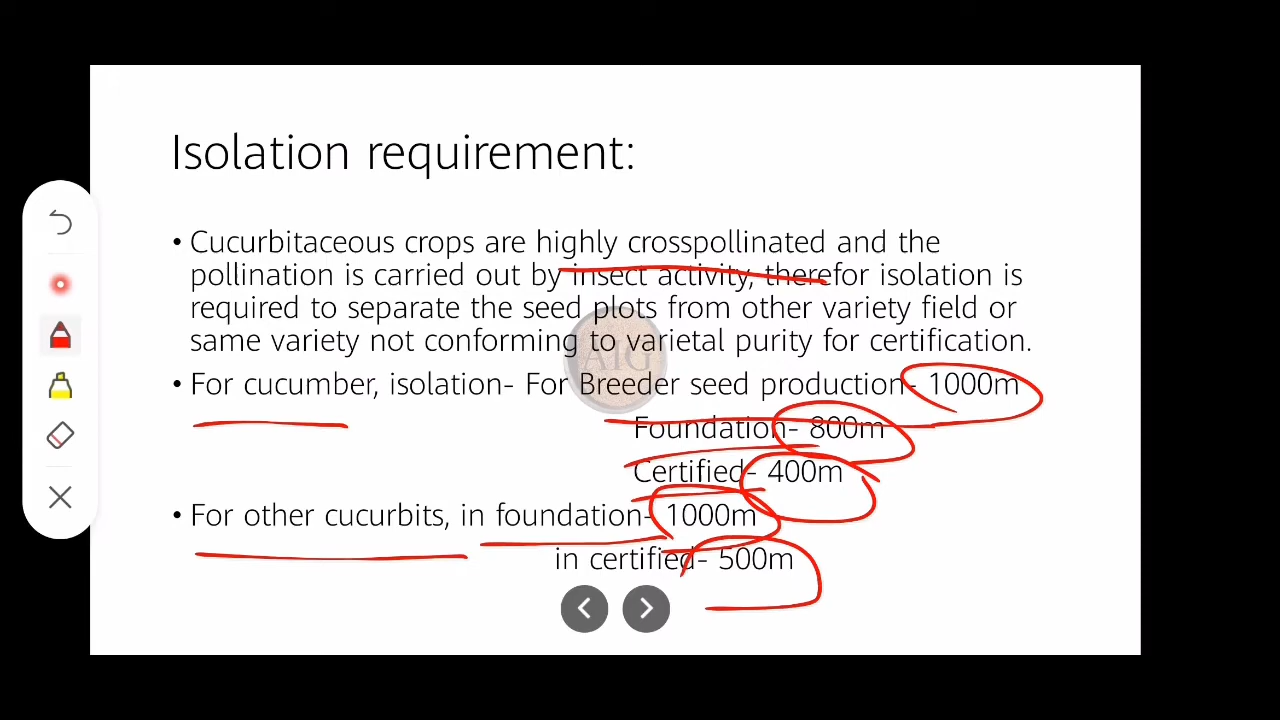 Isolation requirement:
• Cucurbitaceous crops are highly crosspollinated and the
pollination is carried out by insect activity, therefor isolation is
required to separate the seed plots from other variety field or
same variety not conforming to varietal purity for certification.
• For cucumber, isolation- For Breeder seed production- 1000m
Foundation- 800m
Certified- 400m
• For other cucurbits, in foundation- 1000m
in certified- 500m
AIG